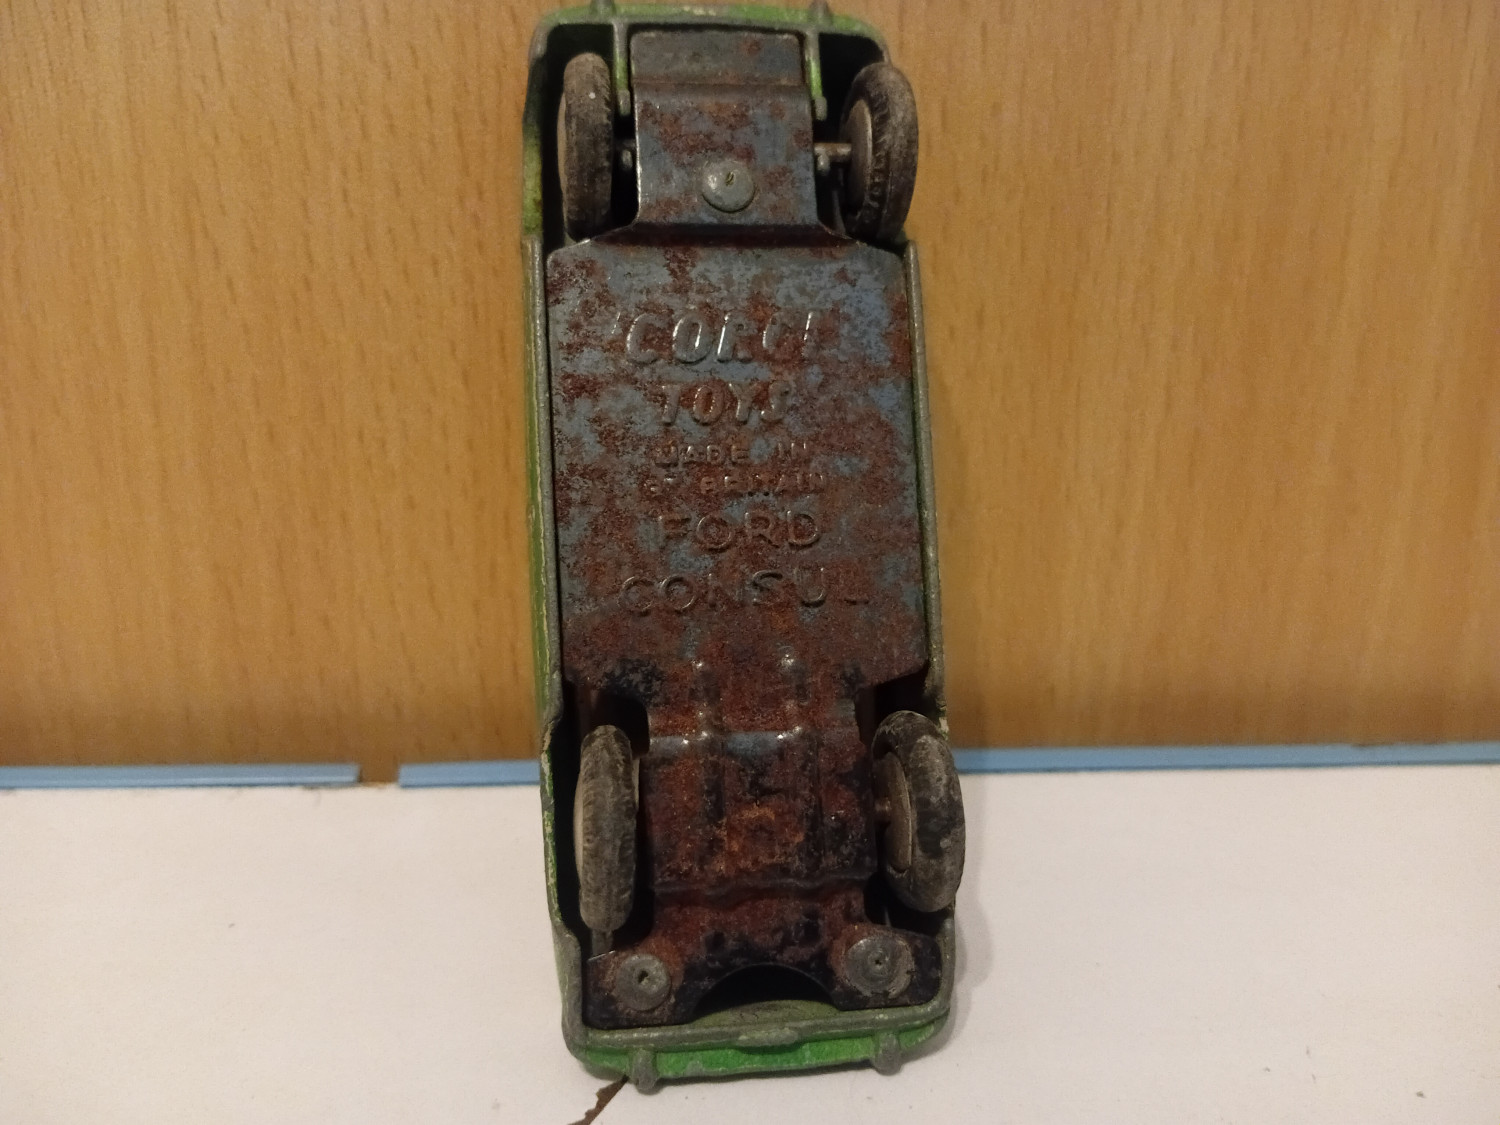 'CORGI
TOYS'
MADE IN
GT BRITAIN
FORD
CONSUL